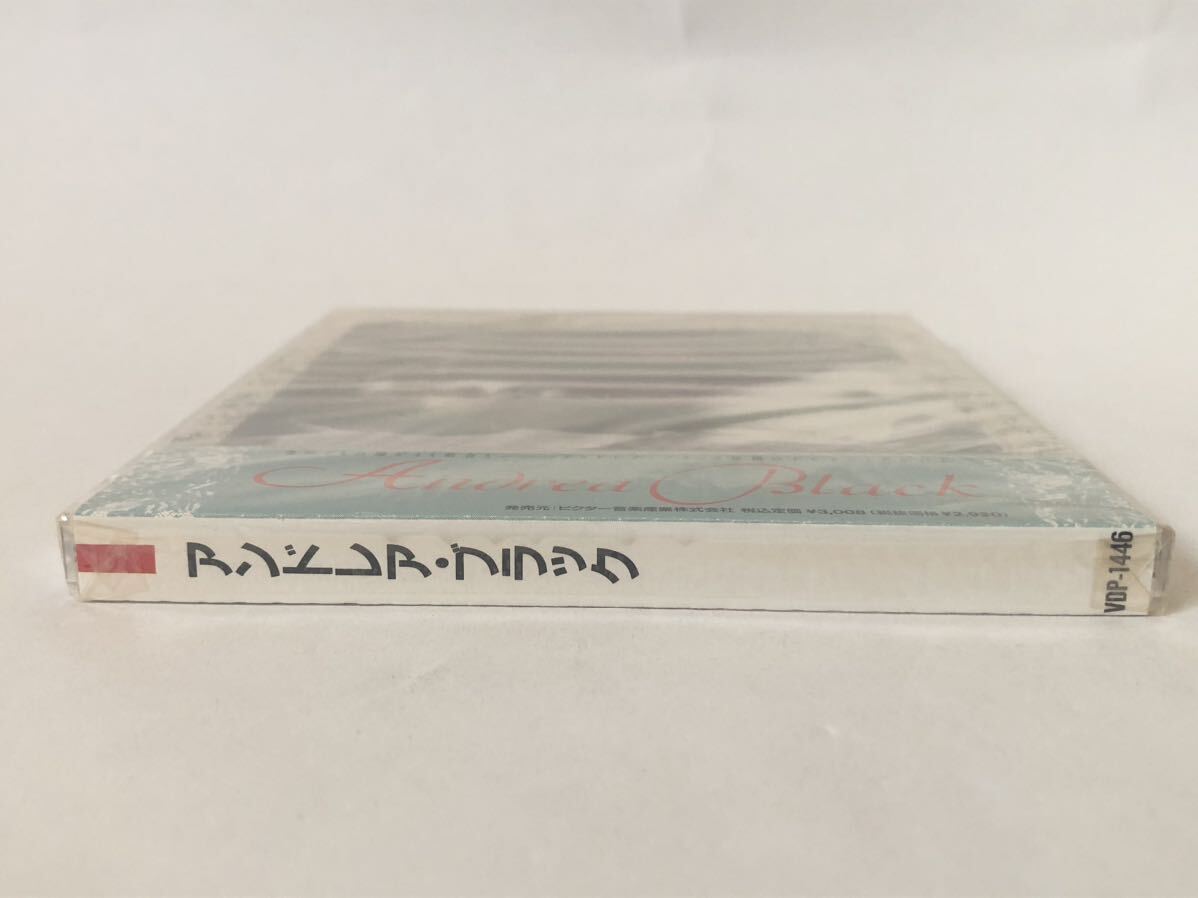 Andrea Black
発売元:ビクター音楽産業株式会社 税込定価¥3,008(税抜価格¥2,920)
アンドレア・ブラック
VDP-1446